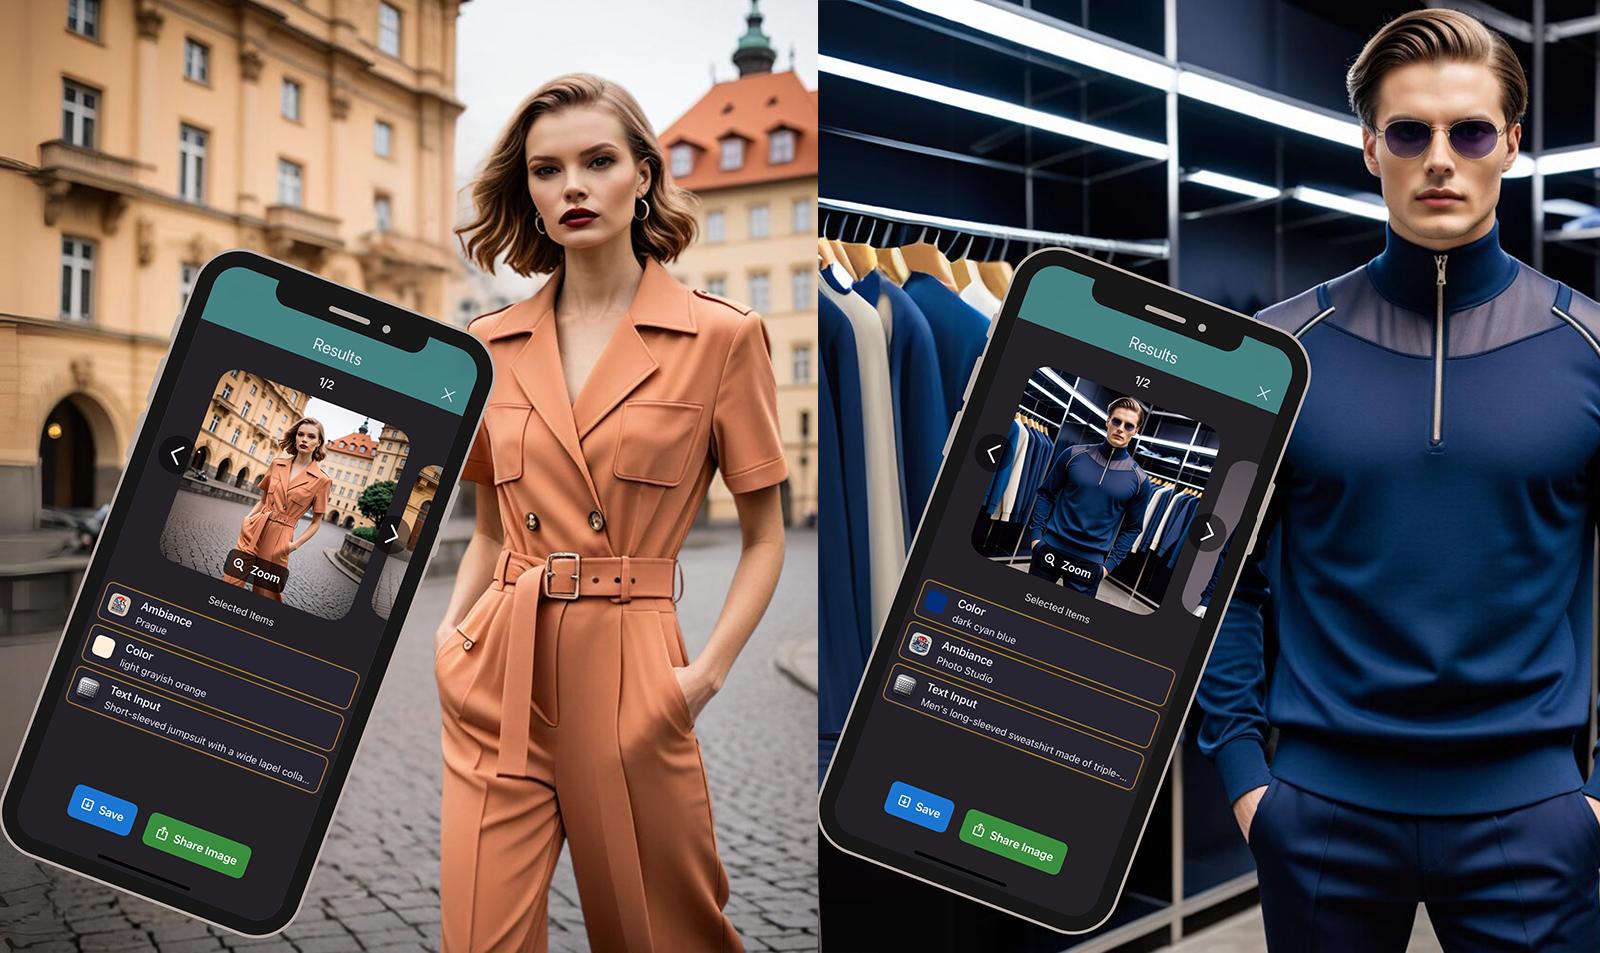 Results
1/2
Zoom
Selected Items
Ambiance
Prague
Color
light grayish orange
Text Input
Short-sleeved jumpsuit with a wide lapel colla...
Save
Share Image
Results
1/2
Zoom
Selected Items
Color
dark cyan blue
Ambiance
Photo Studio
Text Input
Men's long-sleeved sweatshirt made of triple-...
Save
Share Image